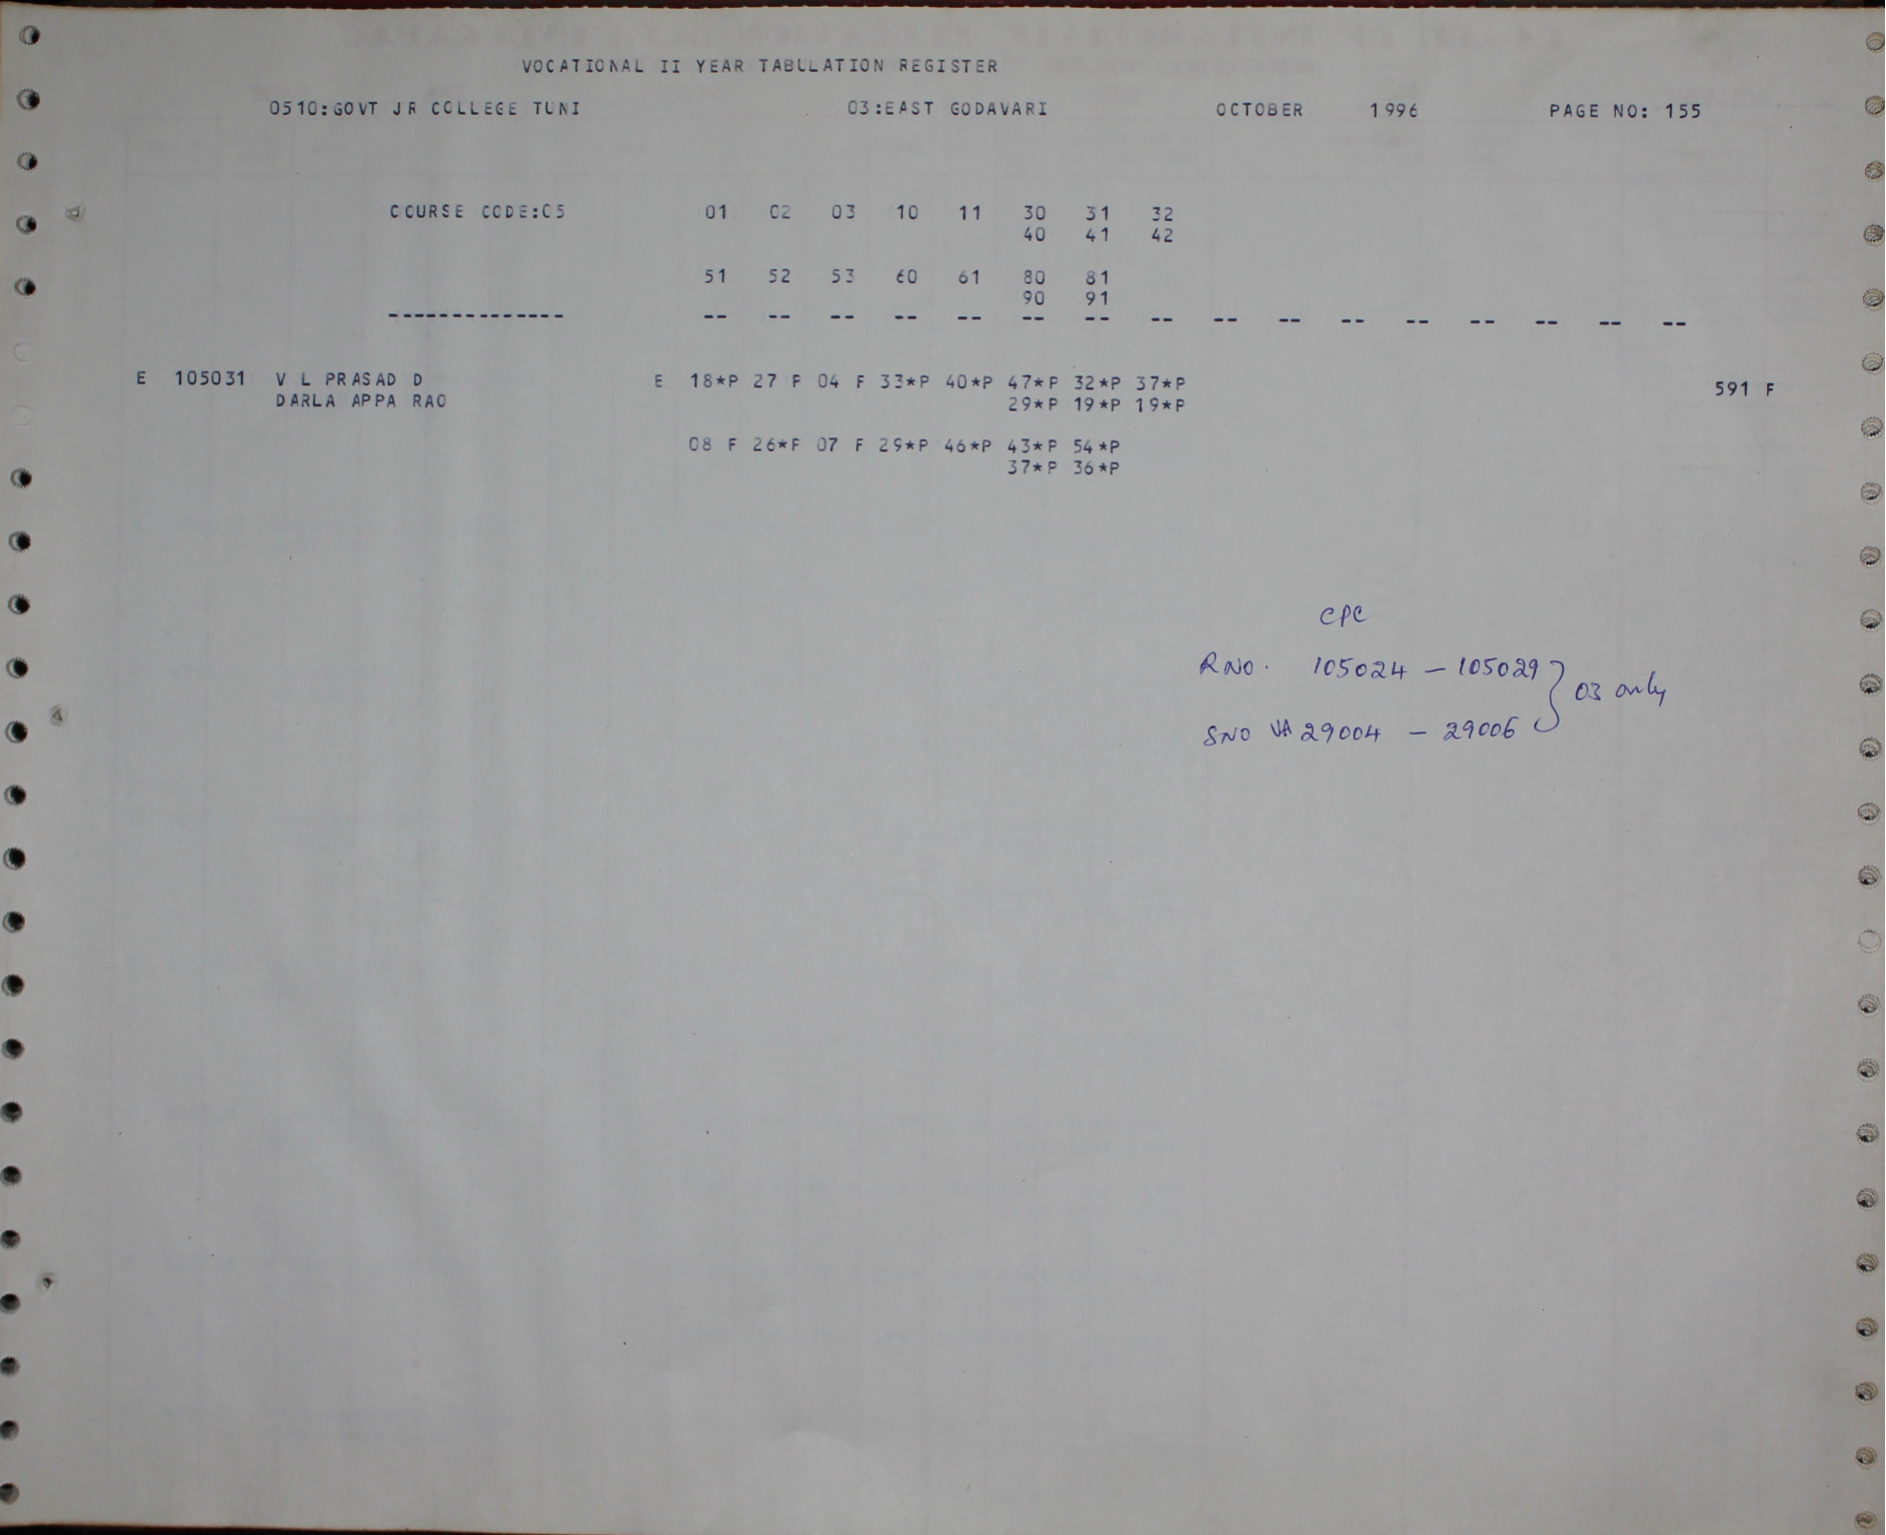 VOCATIONAL II YEAR TABULATION REGISTER
0510:GOVT JR COLLEGE TUNI 03:EAST GODAVARI OCTOBER 1996 PAGE NO: 155
COURSE CODE:05 01 02 03 10 11 30 31 32
40 41 42
51 52 53 60 61 80 81
90 91
-------------- -- -- -- -- -- -- -- -- -- -- -- -- -- -- -- --
E 105031 V L PRASAD D E 18*P 27 P 04 F 33*P 40*P 47*P 32*P 37*P 591 F
DARLA APPA RAO 29*P 19*P 19*P
08 F 26*P 07 F 29*P 46*P 43*P 54*P
37*P 36*P
CPC
RNO. 105024 - 105029 } 03 only
SNO VA 29004 - 29006